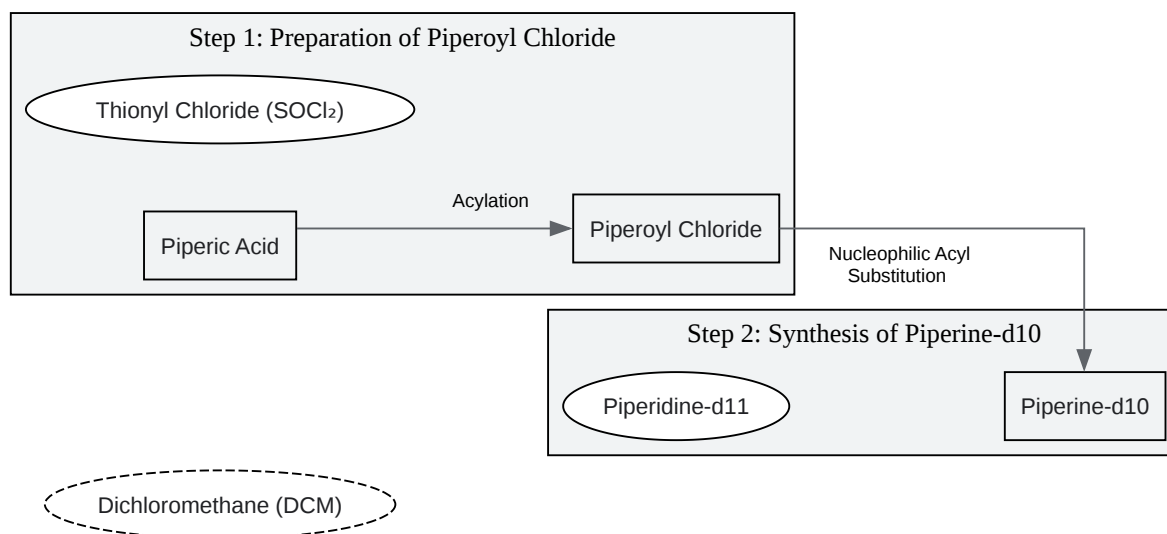 Step 1: Preparation of Piperoyl Chloride
Thionyl Chloride (SOCl₂)
Acylation
Piperic Acid
Piperoyl Chloride
Nucleophilic Acyl
Substitution
Step 2: Synthesis of Piperine-d10
Piperidine-d11
Piperine-d10
Dichloromethane (DCM)